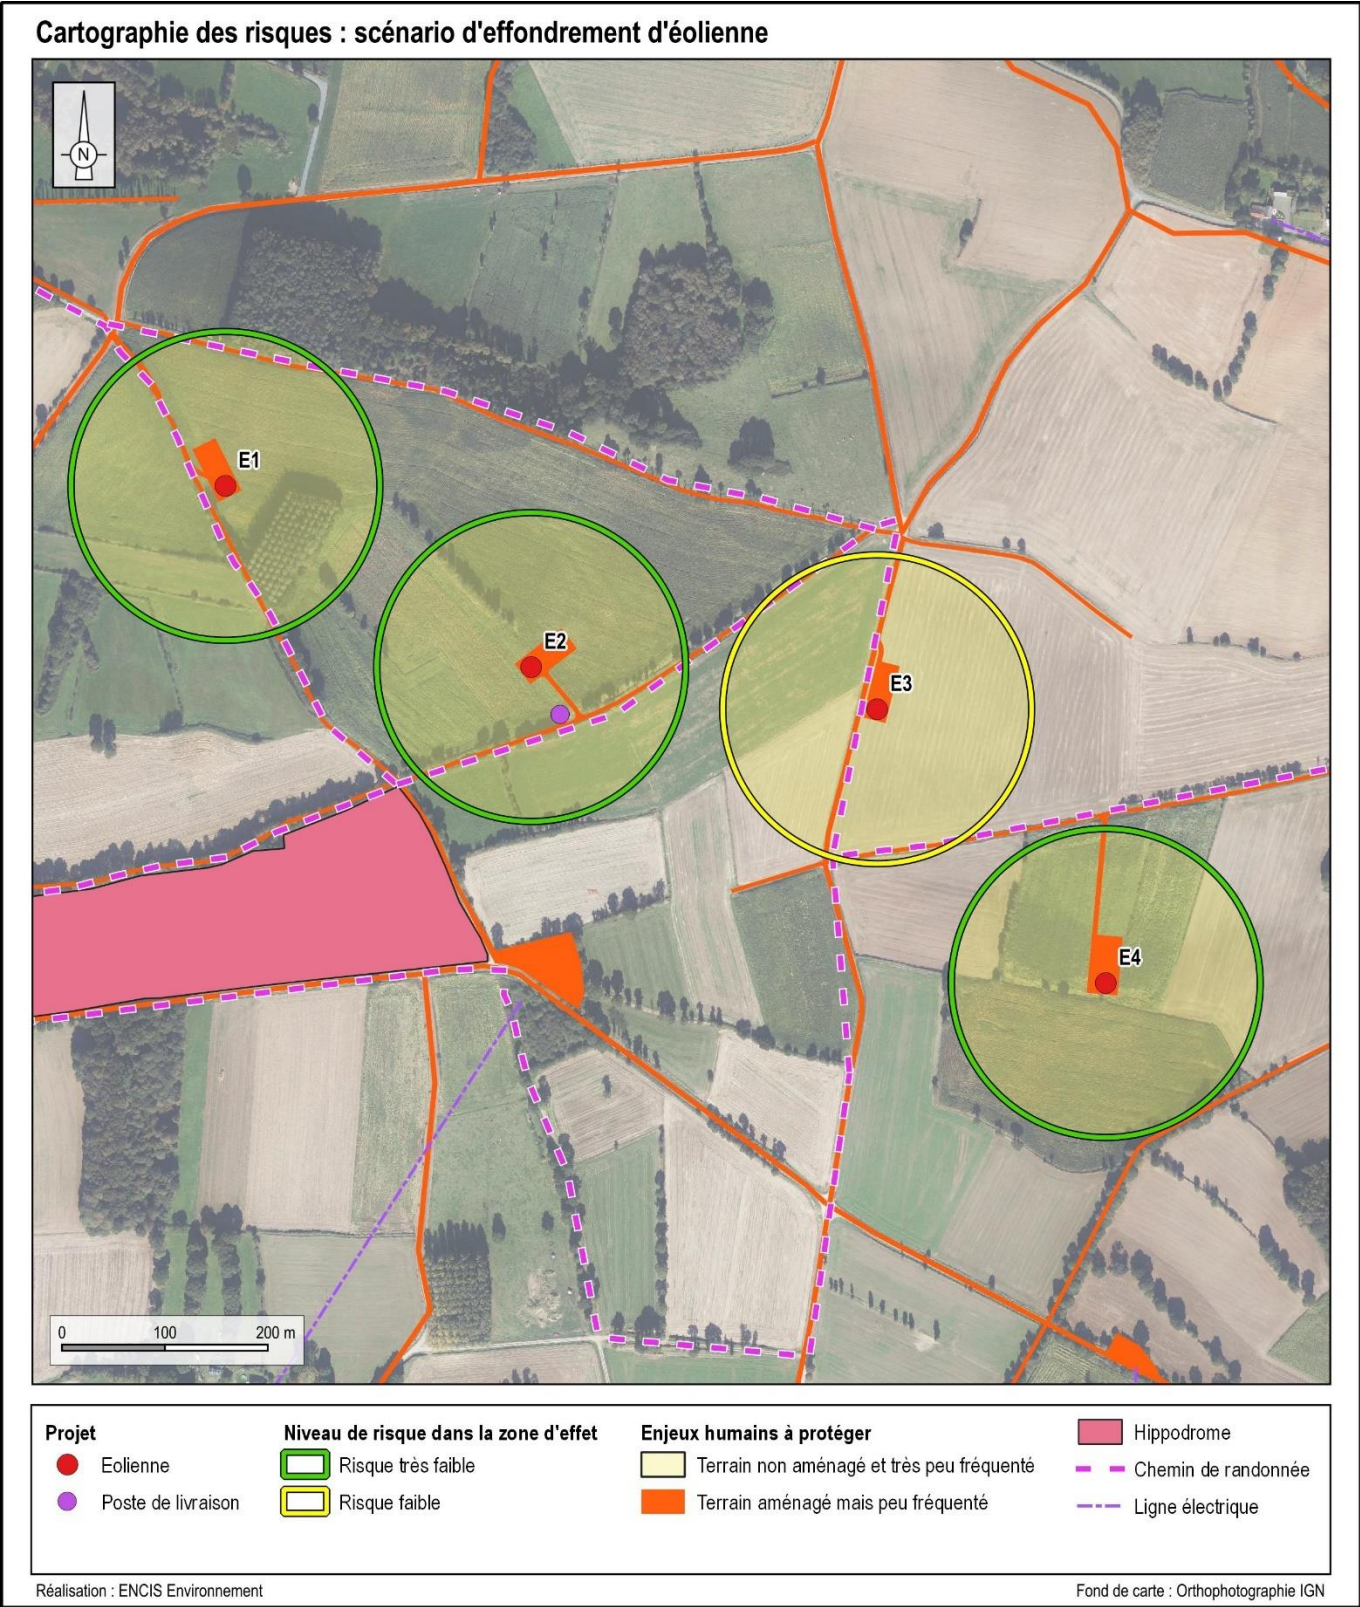 Cartographie des risques : scénario d'effondrement d'éolienne
N
E1
E2
E3
E4
0 100 200 m
Projet
Eolienne
Poste de livraison
Niveau de risque dans la zone d'effet
Risque très faible
Risque faible
Enjeux humains à protéger
Terrain non aménagé et très peu fréquenté
Terrain aménagé mais peu fréquenté
Hippodrome
Chemin de randonnée
Ligne électrique
Réalisation : ENCIS Environnement
Fond de carte : Orthophotographie IGN